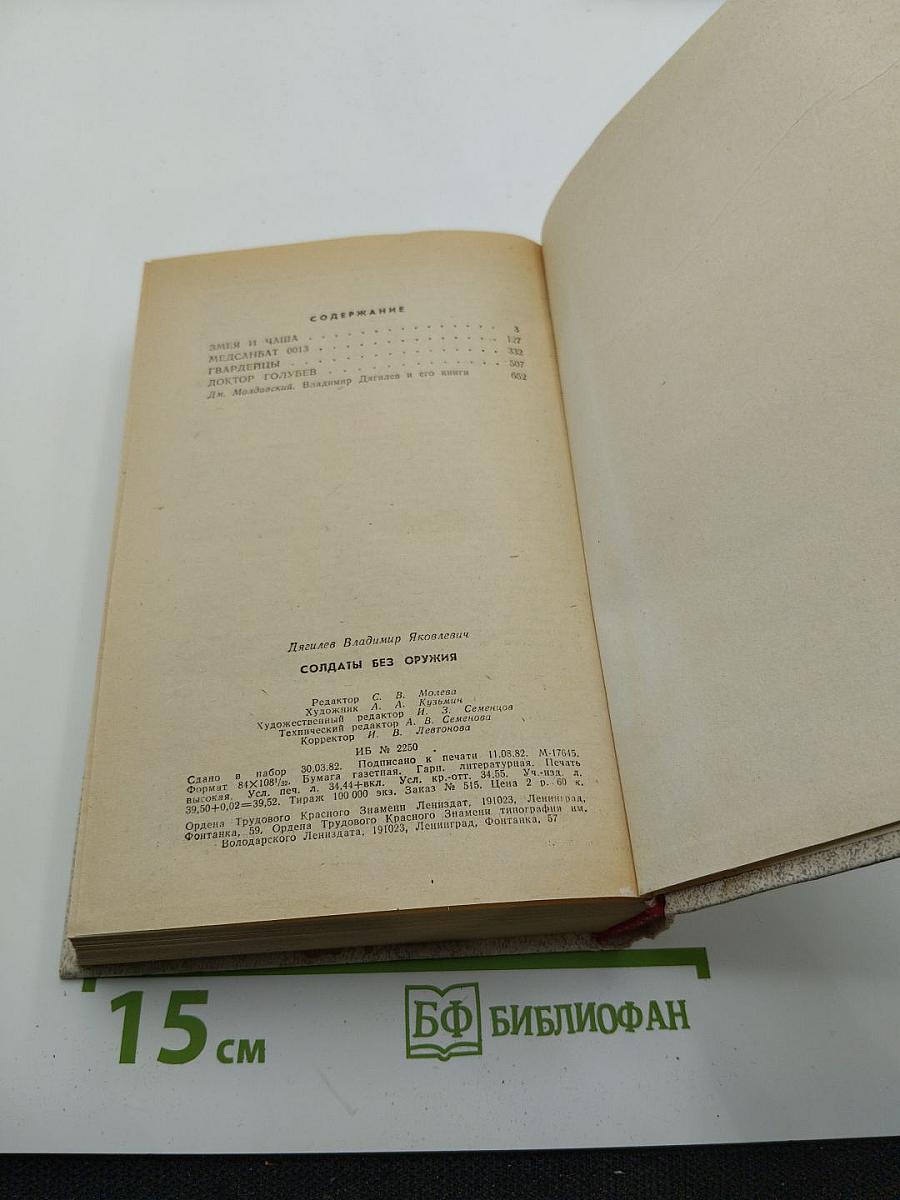 СОДЕРЖАНИЕ
ЗМЕЯ И ЧАША . . . . . . . . . . . . . . 3
МЕДСАНБАТ 0013 . . . . . . . . . . . . . 127
ГВАРДЕЙЦЫ . . . . . . . . . . . . . . 332
ДОКТОР ГОЛУБЕВ . . . . . . . . . . . . 507
Дм. Молдавский. Владимир Дягилев и его книги 652
Дягилев Владимир Яковлевич
СОЛДАТЫ БЕЗ ОРУЖИЯ
Редактор С. В. Молева
Художник А. А. Кузьмин
Художественный редактор И. З. Семенцов
Технический редактор А. В. Семенова
Корректор И. В. Левтонова
ИБ № 2250
Сдано в набор 30.03.82. Подписано к печати 11.08.82. М-17645.
Формат 84×108¹/₃₂. Бумага газетная. Гарн. литературная. Печать
высокая. Усл. печ. л. 34,44+вкл. Усл. кр.-отт. 34,55. Уч.-изд. л.
39,50+0,02=39,52. Тираж 100 000 экз. Заказ № 515. Цена 2 р. 60 к.
Ордена Трудового Красного Знамени Лениздат, 191023, Ленинград,
Фонтанка, 59. Ордена Трудового Красного Знамени типография им.
Володарского Лениздата, 191023, Ленинград, Фонтанка, 57
15 см
БФ БИБЛИОФАН